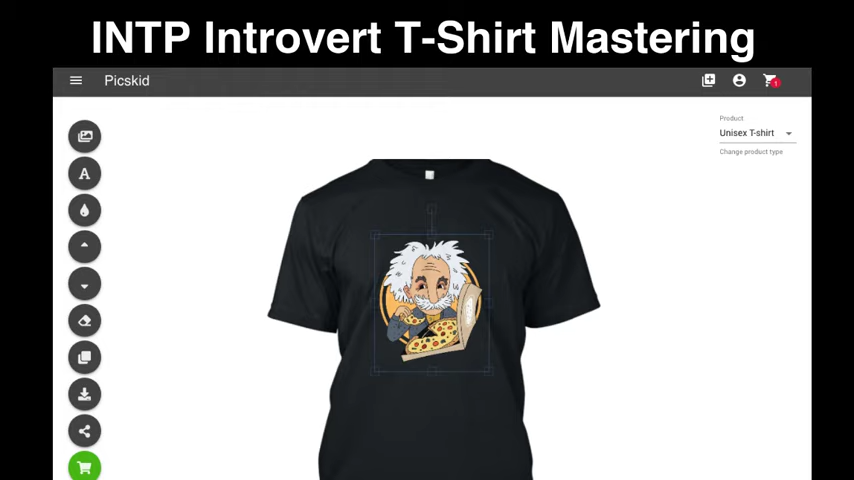 INTP Introvert T-Shirt Mastering
Picskid
1
Product
Unisex T-shirt
Change product type
A